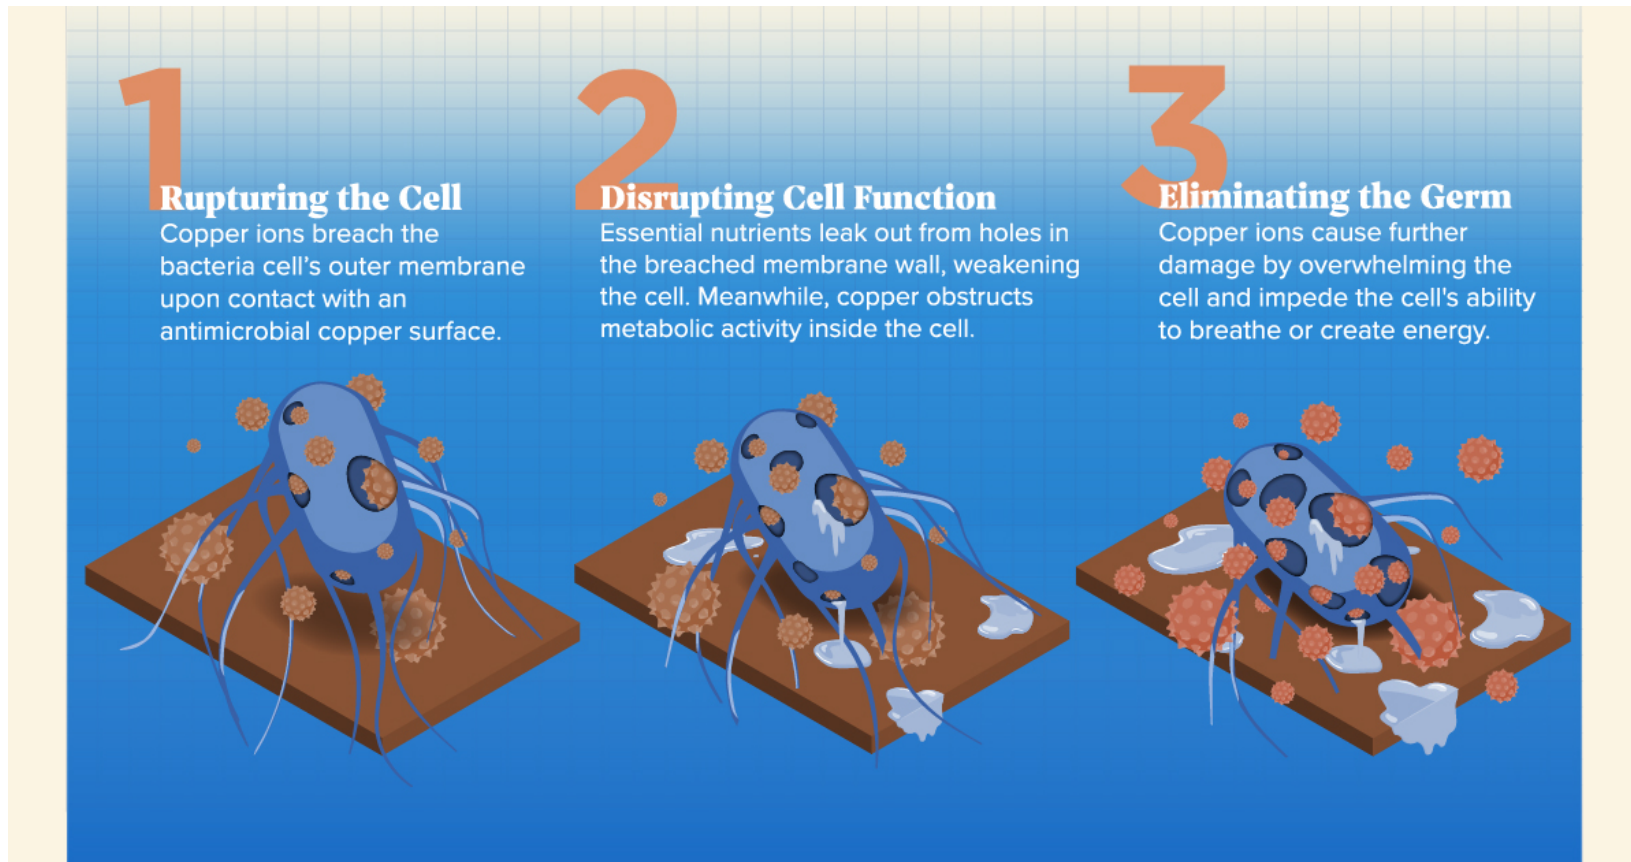 1
Rupturing the Cell
Copper ions breach the
bacteria cell’s outer membrane
upon contact with an
antimicrobial copper surface.
2
Disrupting Cell Function
Essential nutrients leak out from holes in
the breached membrane wall, weakening
the cell. Meanwhile, copper obstructs
metabolic activity inside the cell.
3
Eliminating the Germ
Copper ions cause further
damage by overwhelming the
cell and impede the cell's ability
to breathe or create energy.